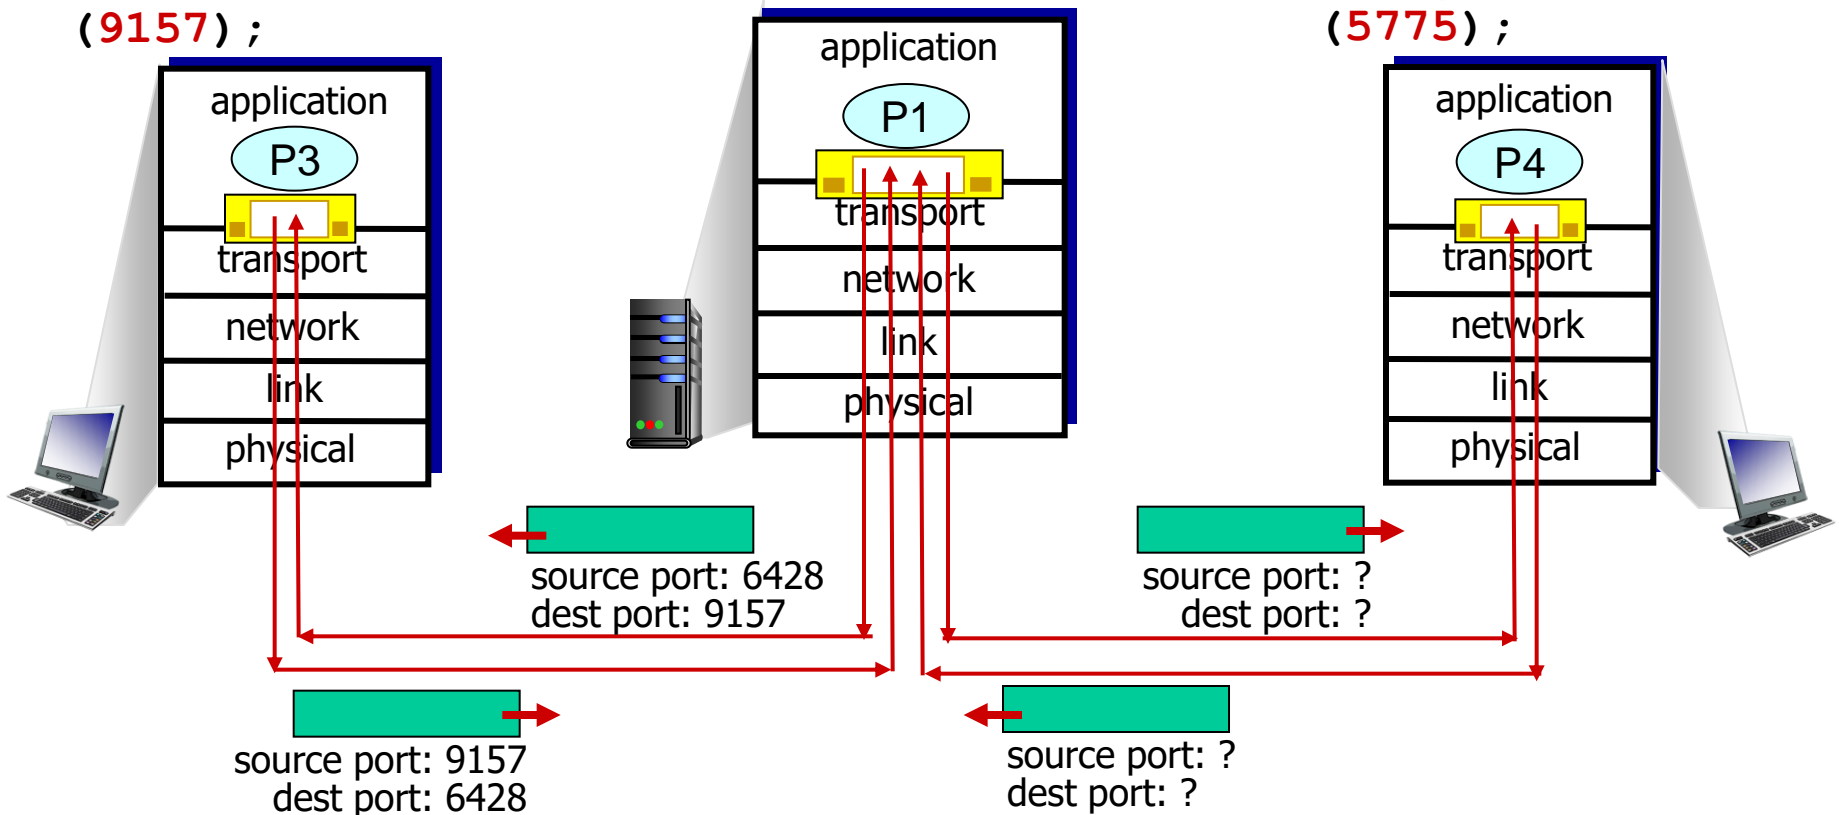 (9157);
application
P3
transport
network
link
physical
application
P1
transport
network
link
physical
(5775);
application
P4
transport
network
link
physical
source port: 6428
dest port: 9157
source port: ?
dest port: ?
source port: 9157
dest port: 6428
source port: ?
dest port: ?